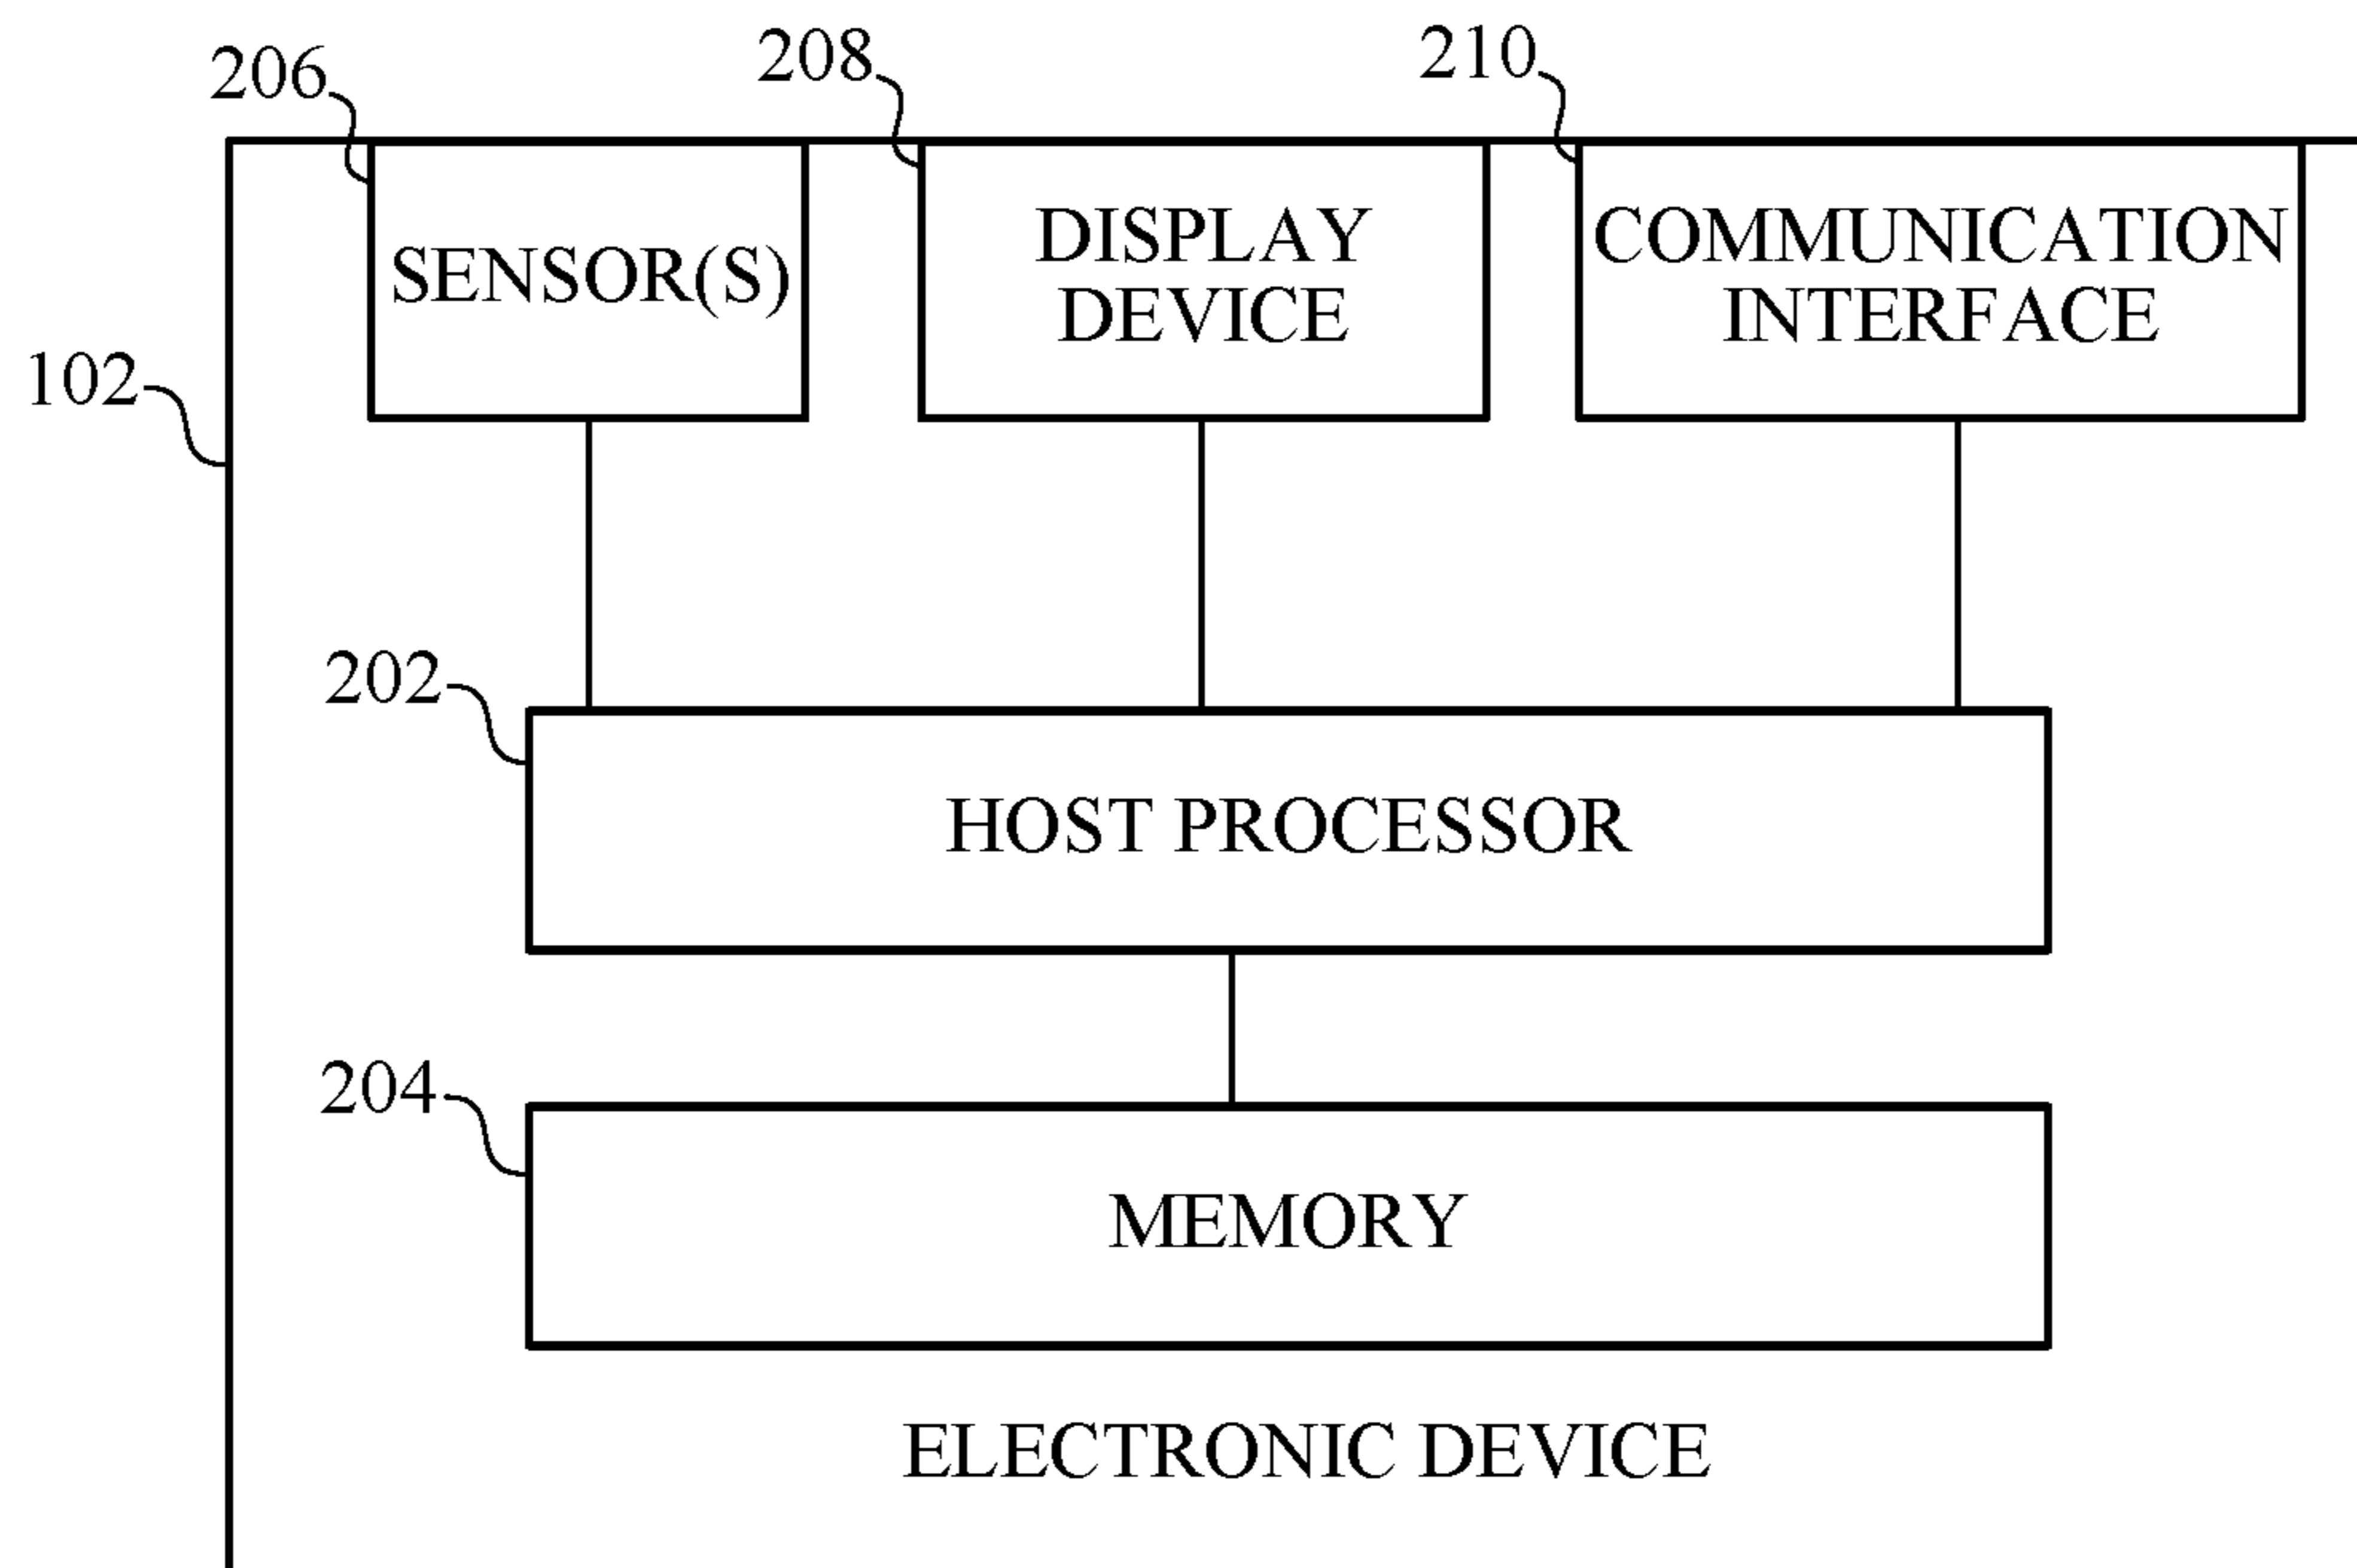 206
208
210
SENSOR(S)
DISPLAY
DEVICE
COMMUNICATION
INTERFACE
102
202
HOST PROCESSOR
204
MEMORY
ELECTRONIC DEVICE